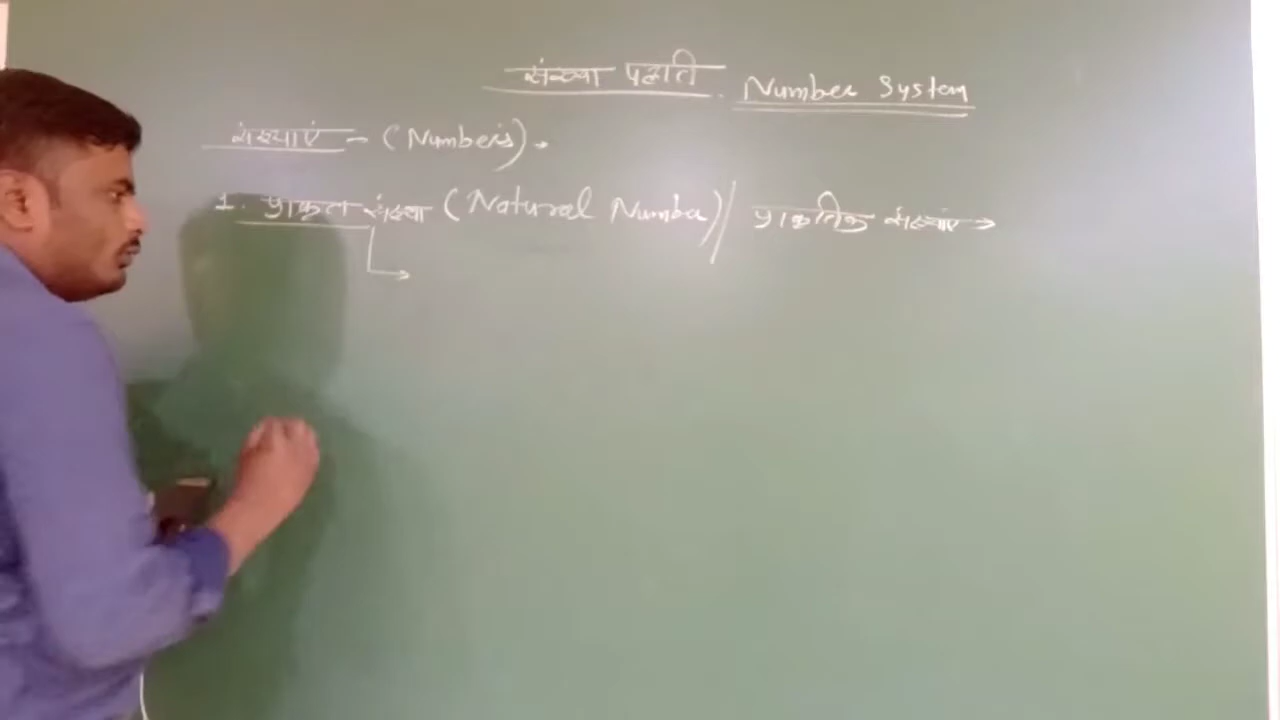 संख्या पद्धति . Number System
संख्याएं - (Numbers).
1. प्राकृत संख्या (Natural Number) / प्राकृतिक संख्याएं →